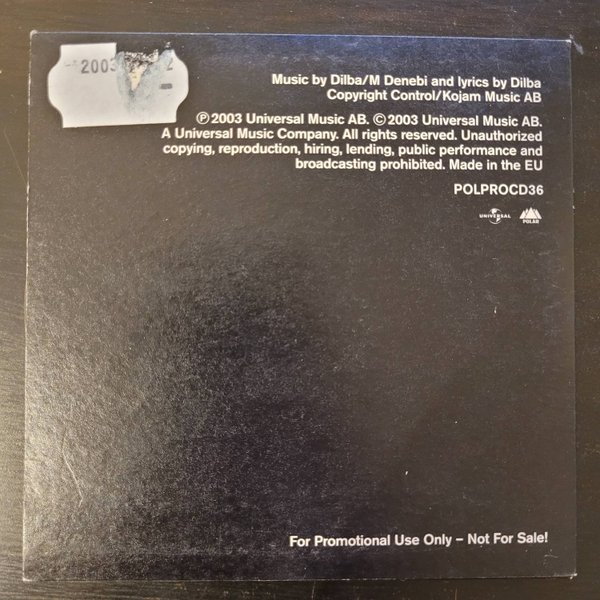 2003
Music by Dilba/M Denebi and lyrics by Dilba
Copyright Control/Kojam Music AB
℗ 2003 Universal Music AB. © 2003 Universal Music AB.
A Universal Music Company. All rights reserved. Unauthorized
copying, reproduction, hiring, lending, public performance and
broadcasting prohibited. Made in the EU
POLPROCD36
UNIVERSAL
POLAR
For Promotional Use Only – Not For Sale!